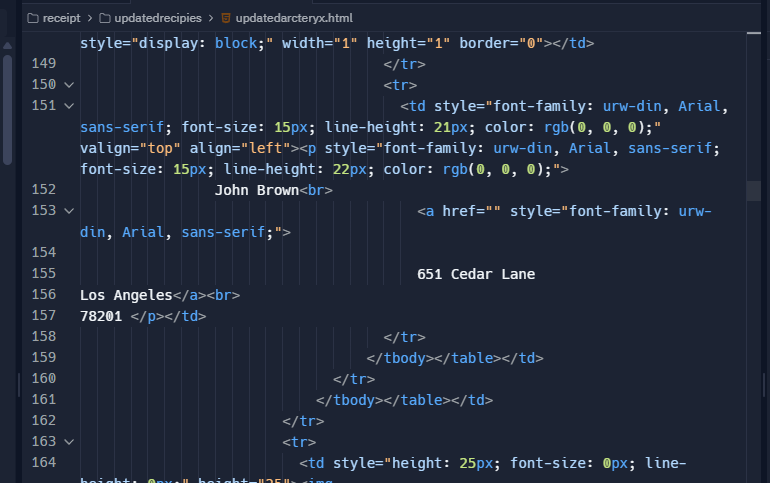 receipt > updatedrecipies > updatedarcteryx.html
style="display: block;" width="1" height="1" border="0"></td>
149 </tr>
150 <tr>
151 <td style="font-family: urw-din, Arial,
sans-serif; font-size: 15px; line-height: 21px; color: rgb(0, 0, 0);"
valign="top" align="left"><p style="font-family: urw-din, Arial, sans-serif;
font-size: 15px; line-height: 22px; color: rgb(0, 0, 0);">
152 John Brown<br>
153 <a href="" style="font-family: urw-
din, Arial, sans-serif;">
154
155 651 Cedar Lane
156 Los Angeles</a><br>
157 78201 </p></td>
158 </tr>
159 </tbody></table></td>
160 </tr>
161 </tbody></table></td>
162 </tr>
163 <tr>
164 <td style="height: 25px; font-size: 0px; line-
height: 0px;" height="25"><img